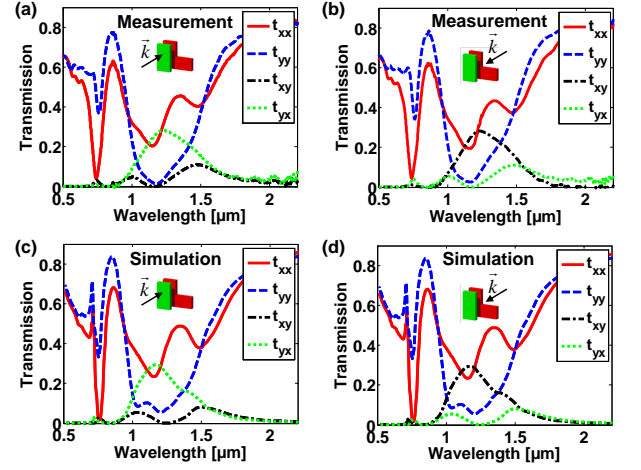 (a)
Measurement
k
t_xx
t_yy
t_xy
t_yx
Transmission
0.8
0.6
0.4
0.2
0
0.5
1
1.5
2
Wavelength [µm]
(b)
Measurement
k
t_xx
t_yy
t_xy
t_yx
Transmission
0.8
0.6
0.4
0.2
0
0.5
1
1.5
2
Wavelength [µm]
(c)
Simulation
k
t_xx
t_yy
t_xy
t_yx
Transmission
0.8
0.6
0.4
0.2
0
0.5
1
1.5
2
Wavelength [µm]
(d)
Simulation
k
t_xx
t_yy
t_xy
t_yx
Transmission
0.8
0.6
0.4
0.2
0
0.5
1
1.5
2
Wavelength [µm]